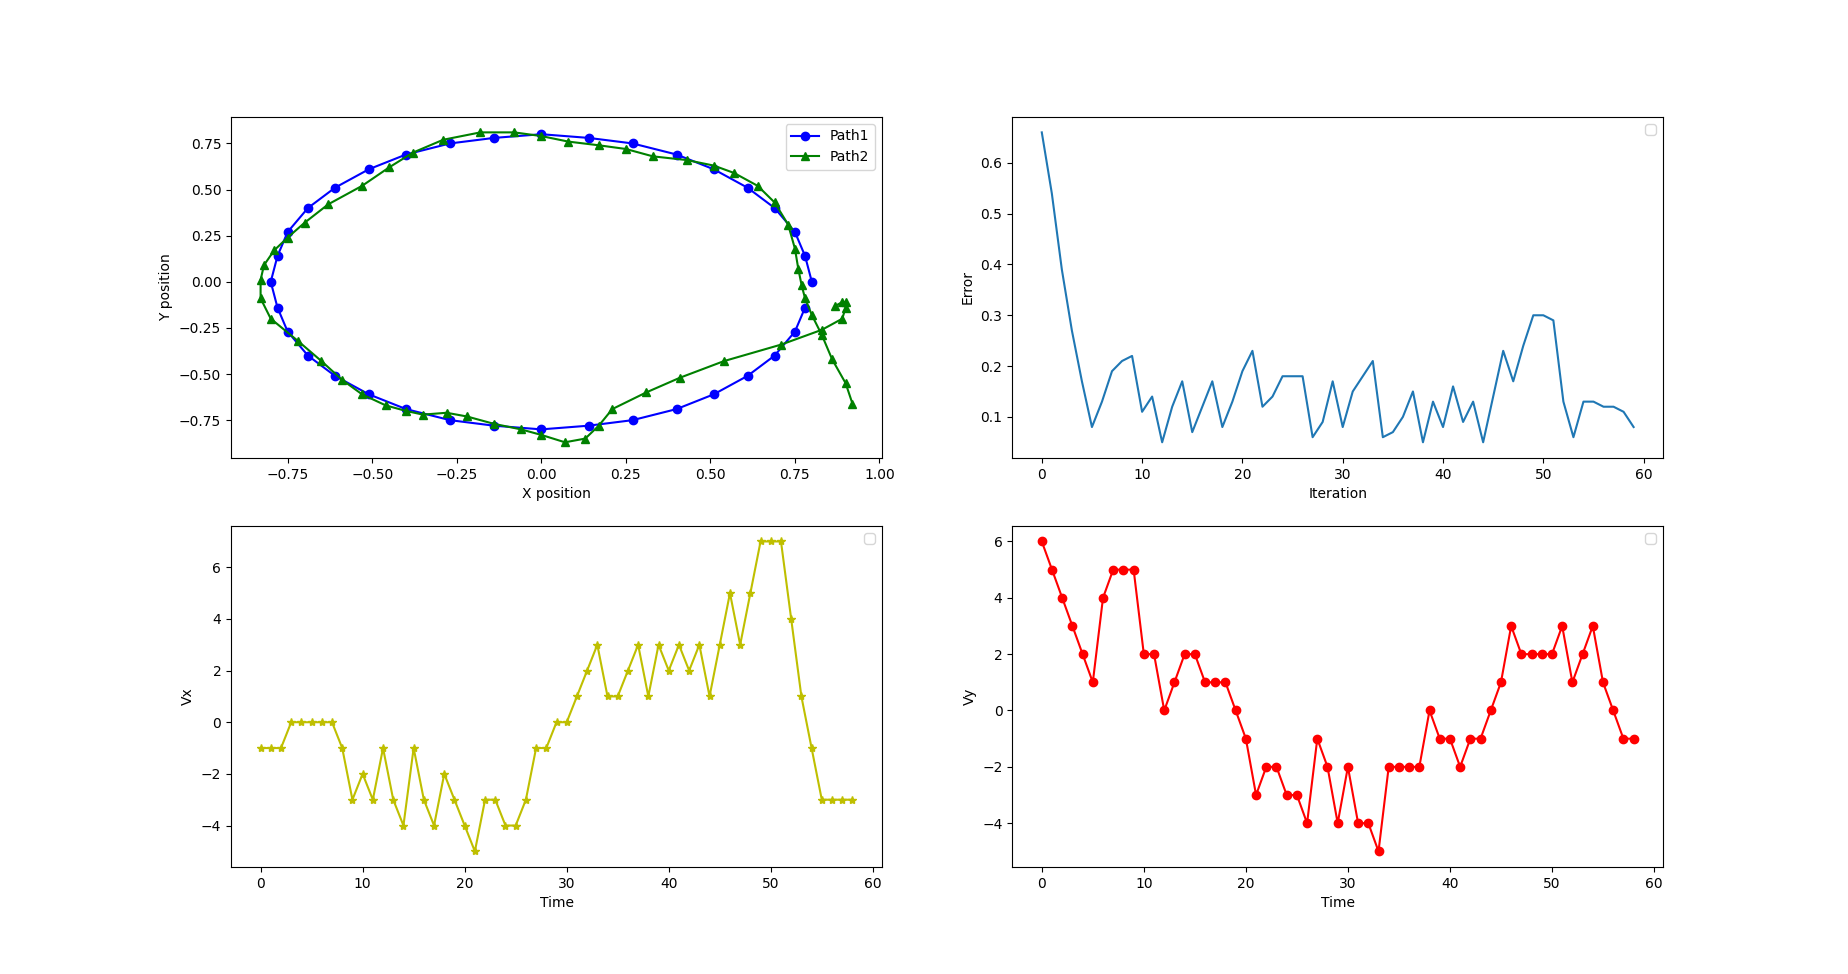 Path1
Path2
0.75
0.50
0.25
0.00
−0.25
−0.50
−0.75
Y position
−0.75 −0.50 −0.25 0.00 0.25 0.50 0.75 1.00
X position
0.6
0.5
0.4
0.3
0.2
0.1
Error
0 10 20 30 40 50 60
Iteration
6
4
2
0
−2
−4
Vx
0 10 20 30 40 50 60
Time
6
4
2
0
−2
−4
Vy
0 10 20 30 40 50 60
Time